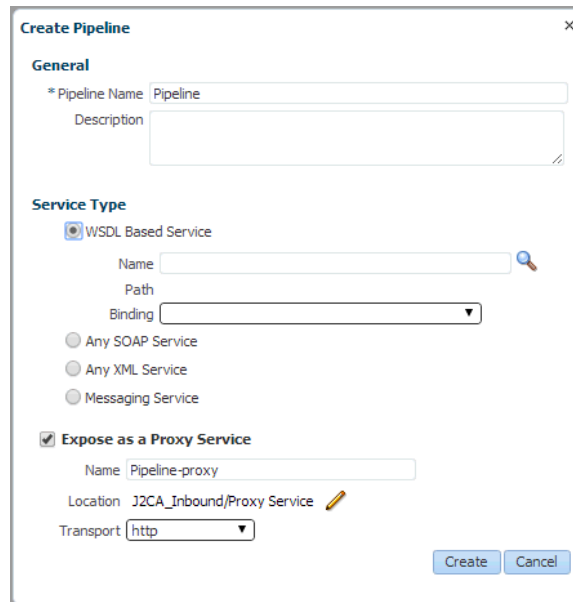 Create Pipeline
General
* Pipeline Name Pipeline
Description
Service Type
WSDL Based Service
Name
Path
Binding
Any SOAP Service
Any XML Service
Messaging Service
Expose as a Proxy Service
Name Pipeline-proxy
Location J2CA_Inbound/Proxy Service
Transport http
Create Cancel